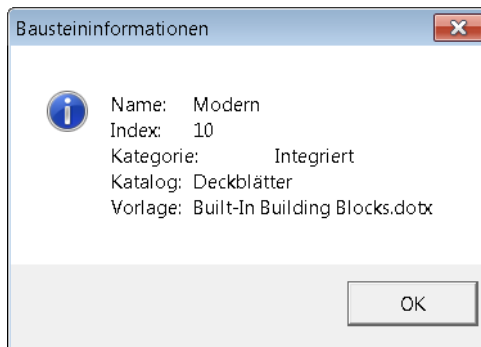 Bausteininformationen
Name: Modern
Index: 10
Kategorie: Integriert
Katalog: Deckblätter
Vorlage: Built-In Building Blocks.dotx
OK